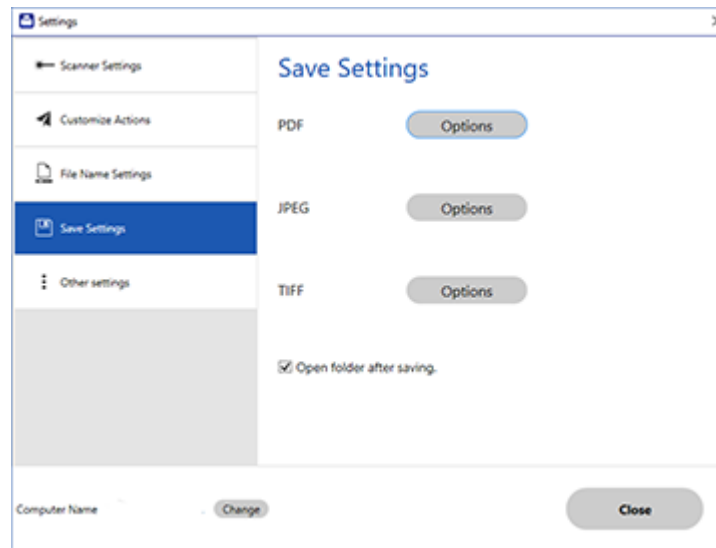 Settings
Scanner Settings
Customize Actions
File Name Settings
Save Settings
Other settings
Save Settings
PDF Options
JPEG Options
TIFF Options
Open folder after saving.
Computer Name Change
Close